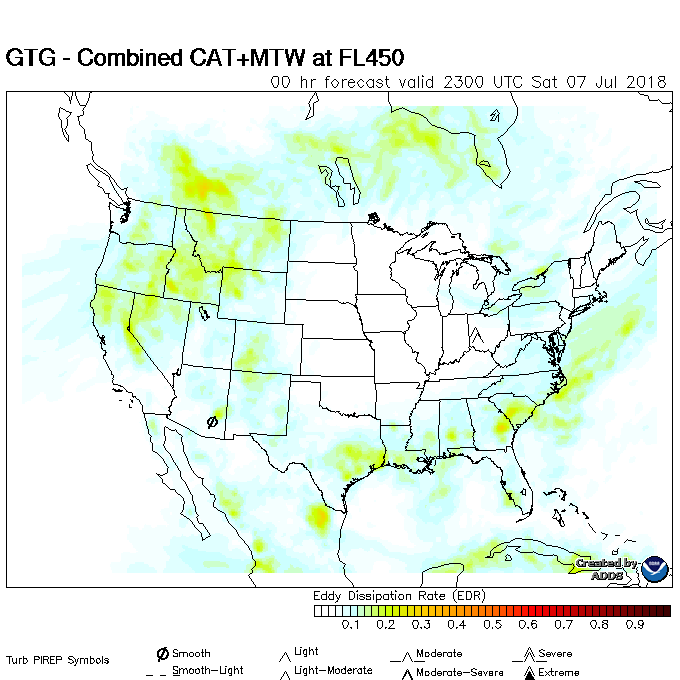 GTG - Combined CAT+MTW at FL450
00 hr forecast valid 2300 UTC Sat 07 Jul 2018
Created by
ADDS
Eddy Dissipation Rate (EDR)
0.1 0.2 0.3 0.4 0.5 0.6 0.7 0.8 0.9
Turb PIREP Symbols
Smooth Light Moderate Severe
Smooth-Light Light-Moderate Moderate-Severe Extreme